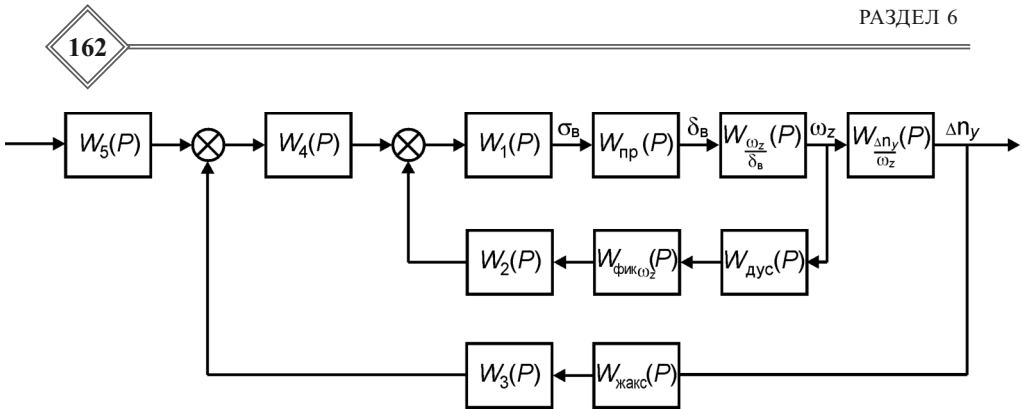 РАЗДЕЛ 6
162
W₅(P) W₄(P) W₁(P) σв Wпр(P) δв Wωz/δв(P) ωz WΔny/ωz(P) Δny
W₂(P) Wфикωz(P) Wдус(P)
W₃(P) Wжакс(P)